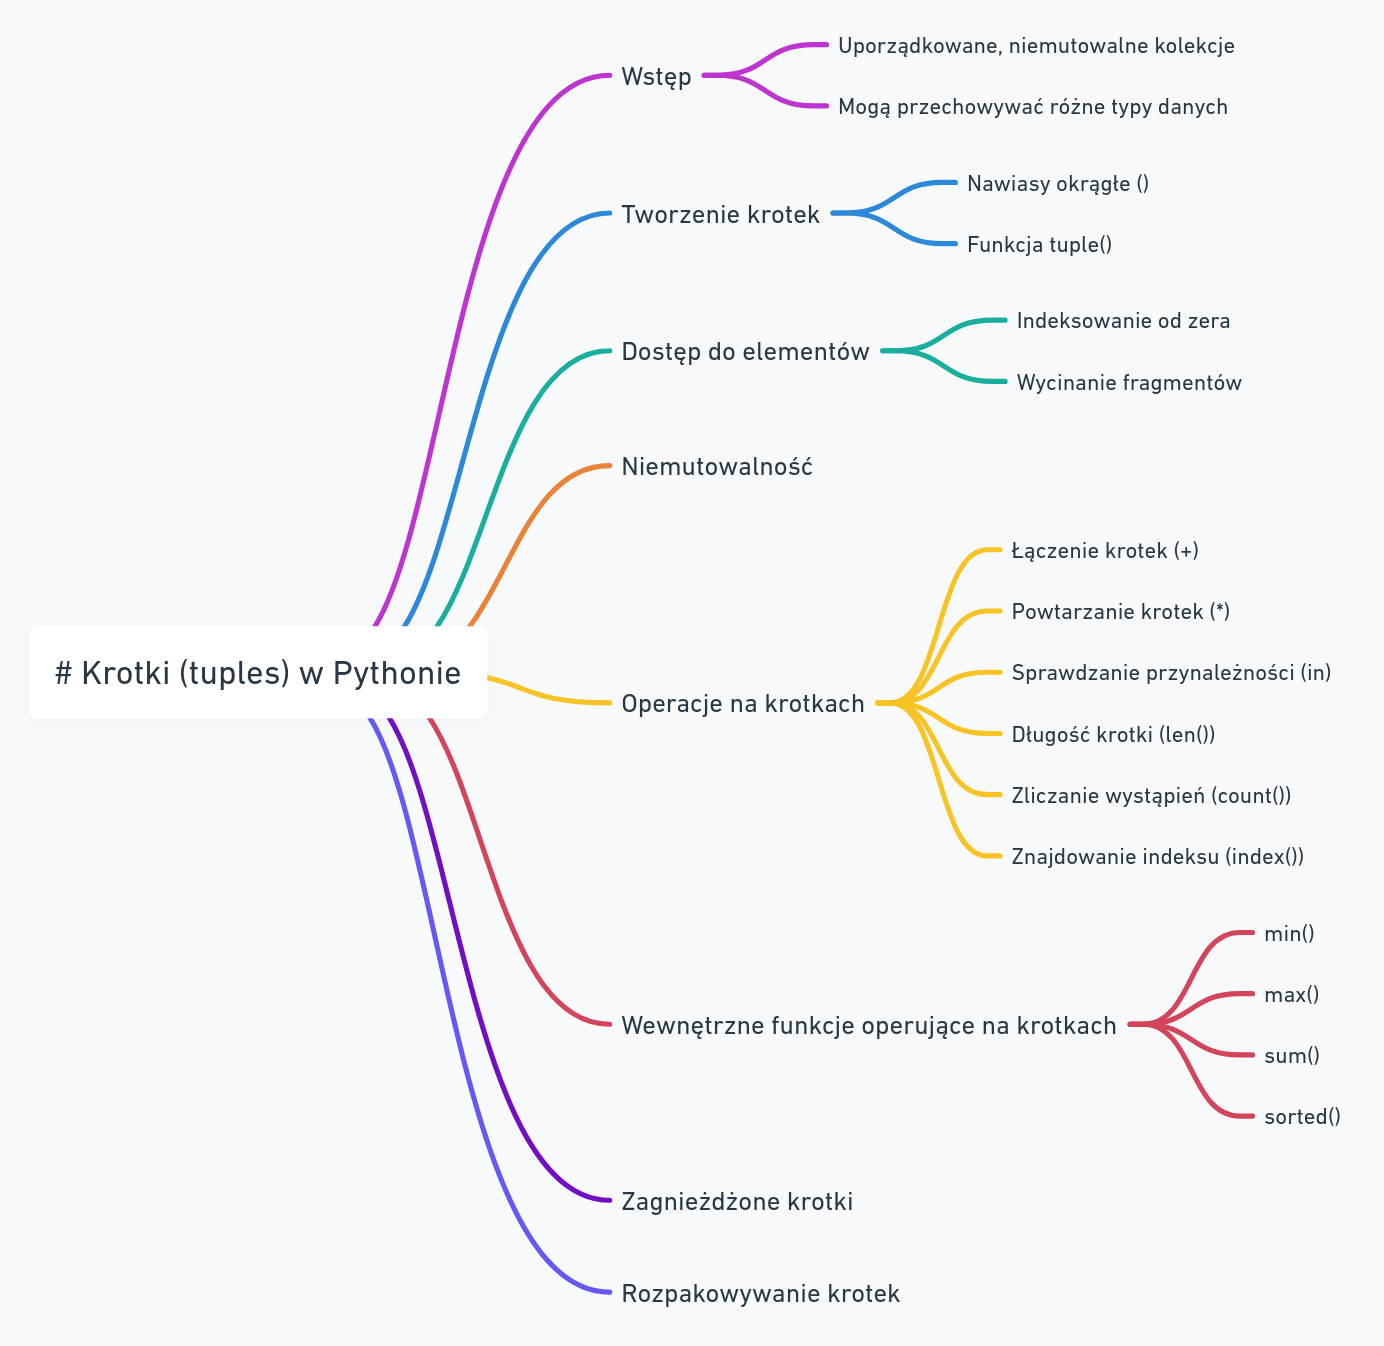 # Krotki (tuples) w Pythonie
Wstęp
Uporządkowane, niemutowalne kolekcje
Mogą przechowywać różne typy danych
Tworzenie krotek
Nawiasy okrągłe ()
Funkcja tuple()
Dostęp do elementów
Indeksowanie od zera
Wycinanie fragmentów
Niemutowalność
Operacje na krotkach
Łączenie krotek (+)
Powtarzanie krotek (*)
Sprawdzanie przynależności (in)
Długość krotki (len())
Zliczanie wystąpień (count())
Znajdowanie indeksu (index())
Wewnętrzne funkcje operujące na krotkach
min()
max()
sum()
sorted()
Zagnieżdżone krotki
Rozpakowywanie krotek